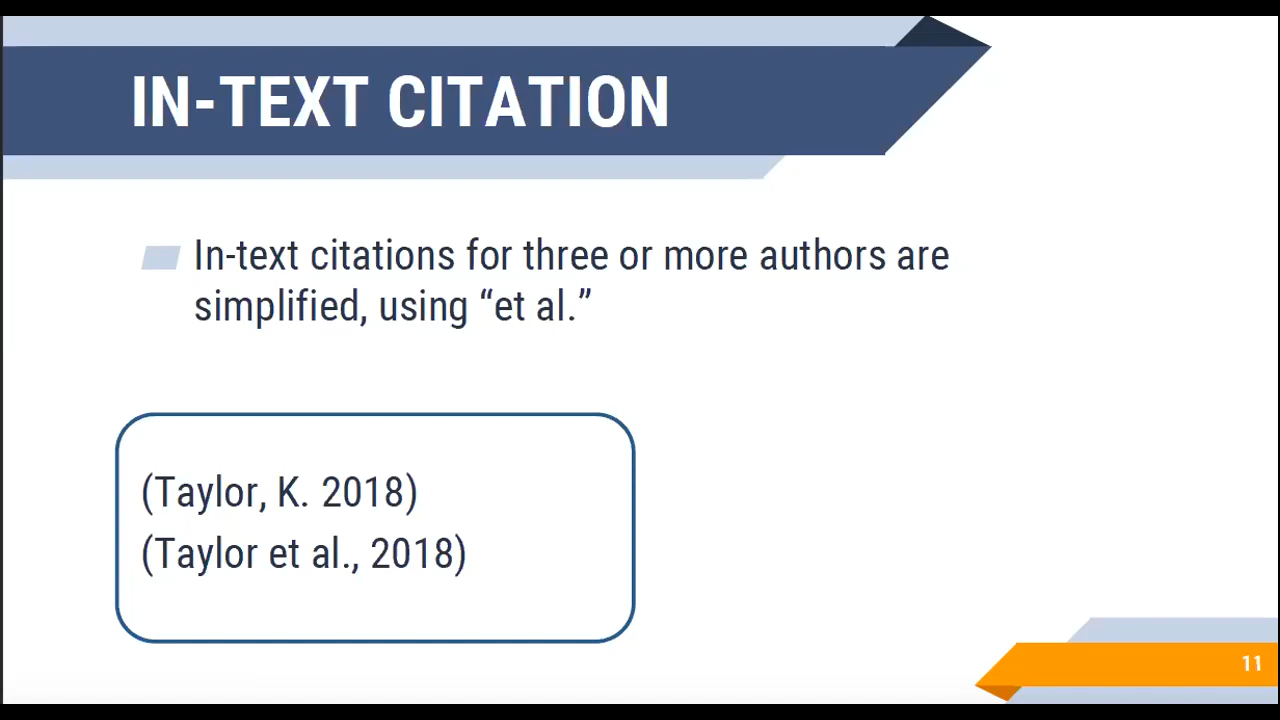 IN-TEXT CITATION
In-text citations for three or more authors are
simplified, using “et al.”
(Taylor, K. 2018)
(Taylor et al., 2018)
11